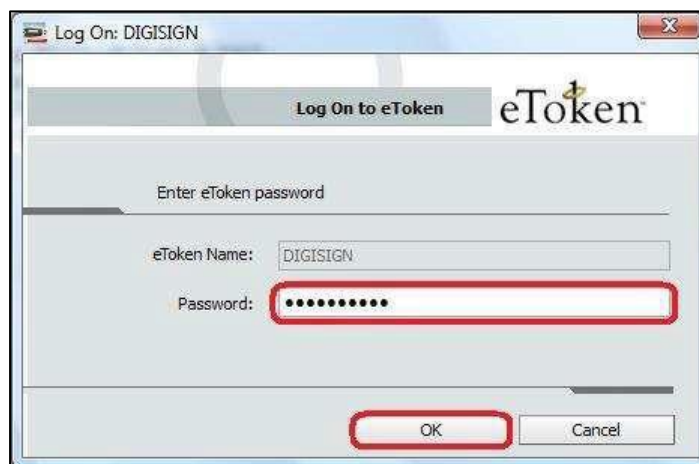 Log On: DIGISIGN
Log On to eToken
eToken
Enter eToken password
eToken Name: DIGISIGN
Password: ••••••••••
OK Cancel